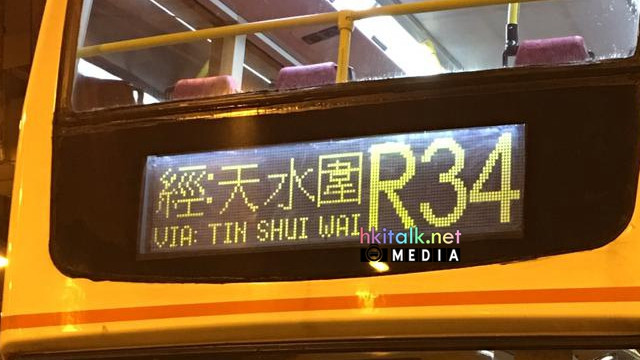 經:天水圍
VIA: TIN SHUI WAI
R34
hkitalk.net
MEDIA